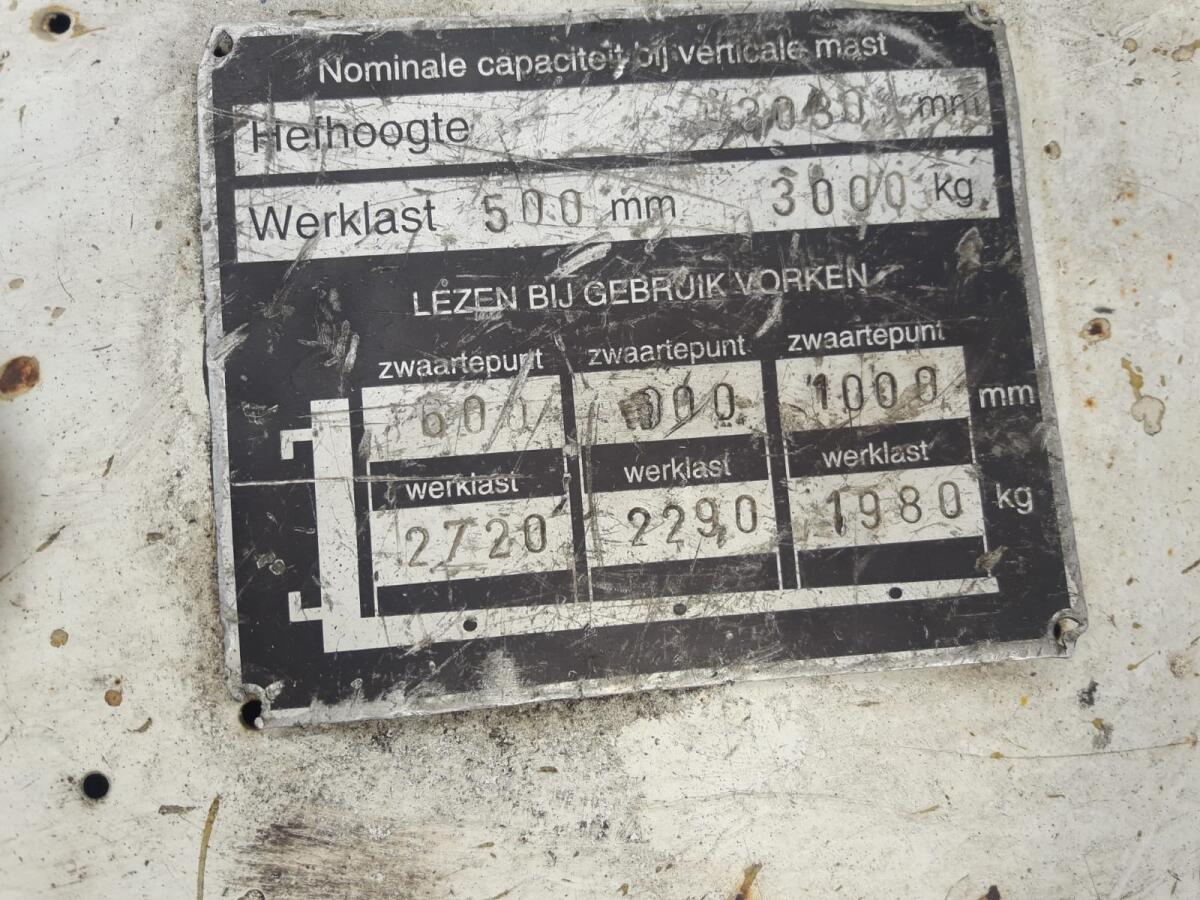 Nominale capaciteit bij verticale mast
Hefhoogte mm
Werklast 500 mm 3000 kg
LEZEN BIJ GEBRUIK VORKEN
zwaartepunt zwaartepunt zwaartepunt
600 1000 mm
werklast werklast werklast
2720 2290 1980 kg